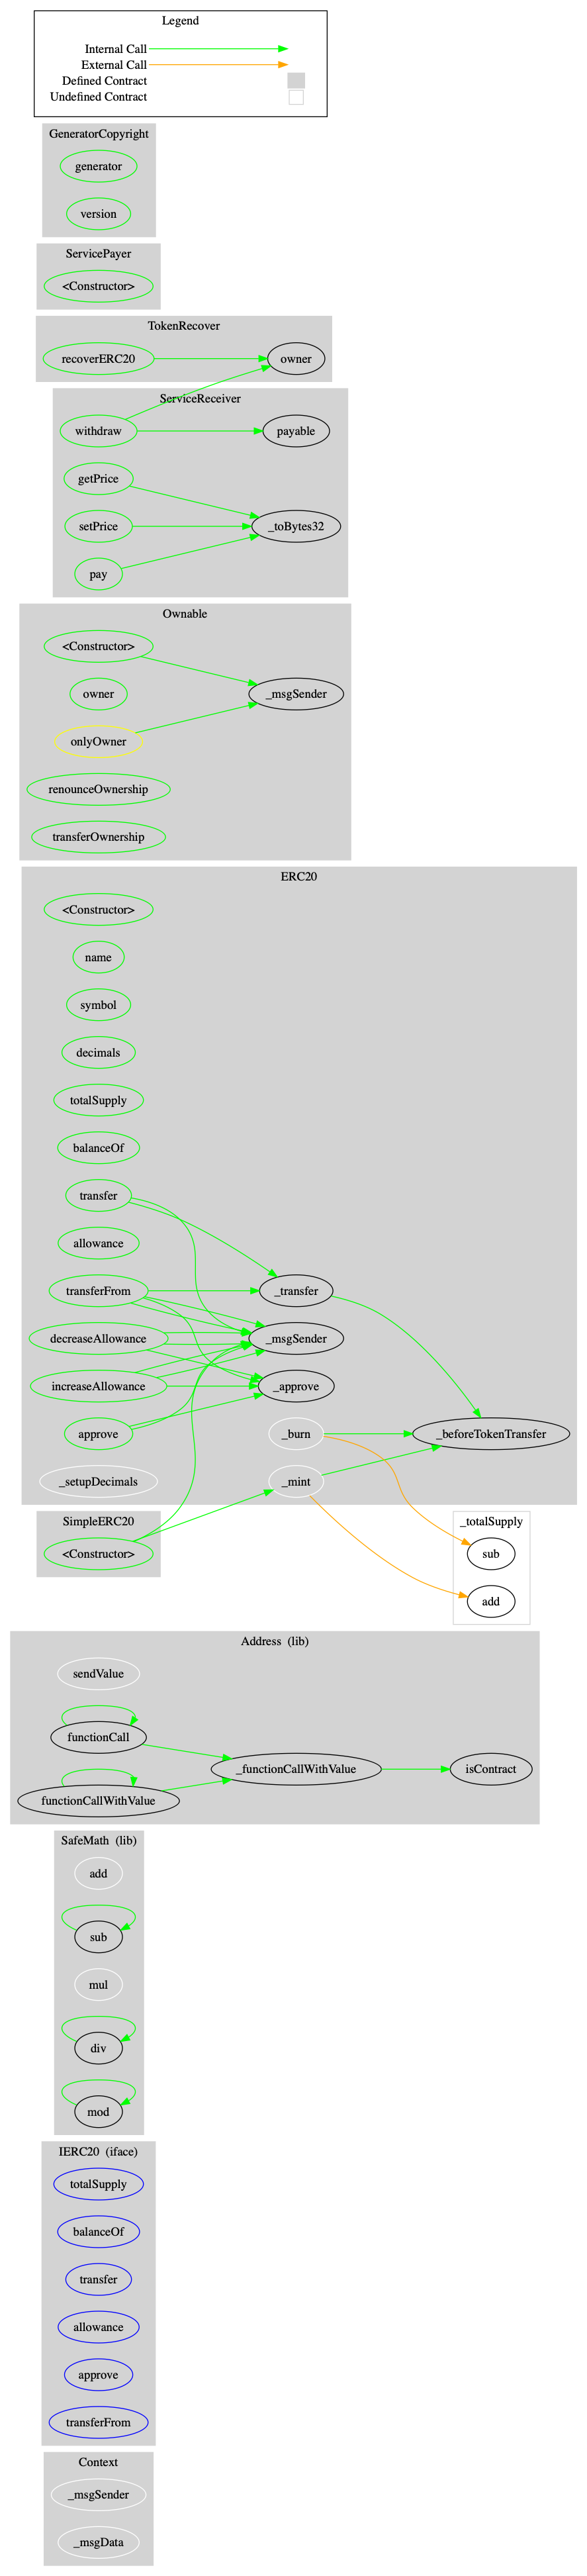 Legend
Internal Call
External Call
Defined Contract
Undefined Contract
GeneratorCopyright
generator
version
ServicePayer
<Constructor>
TokenRecover
recoverERC20
owner
ServiceReceiver
withdraw
payable
getPrice
setPrice
_toBytes32
pay
Ownable
<Constructor>
owner
_msgSender
onlyOwner
renounceOwnership
transferOwnership
ERC20
<Constructor>
name
symbol
decimals
totalSupply
balanceOf
transfer
allowance
transferFrom
_transfer
decreaseAllowance
_msgSender
increaseAllowance
_approve
approve
_burn
_beforeTokenTransfer
_setupDecimals
_mint
SimpleERC20
_totalSupply
<Constructor>
sub
add
Address (lib)
sendValue
functionCall
_functionCallWithValue
isContract
functionCallWithValue
SafeMath (lib)
add
sub
mul
div
mod
IERC20 (iface)
totalSupply
balanceOf
transfer
allowance
approve
transferFrom
Context
_msgSender
_msgData